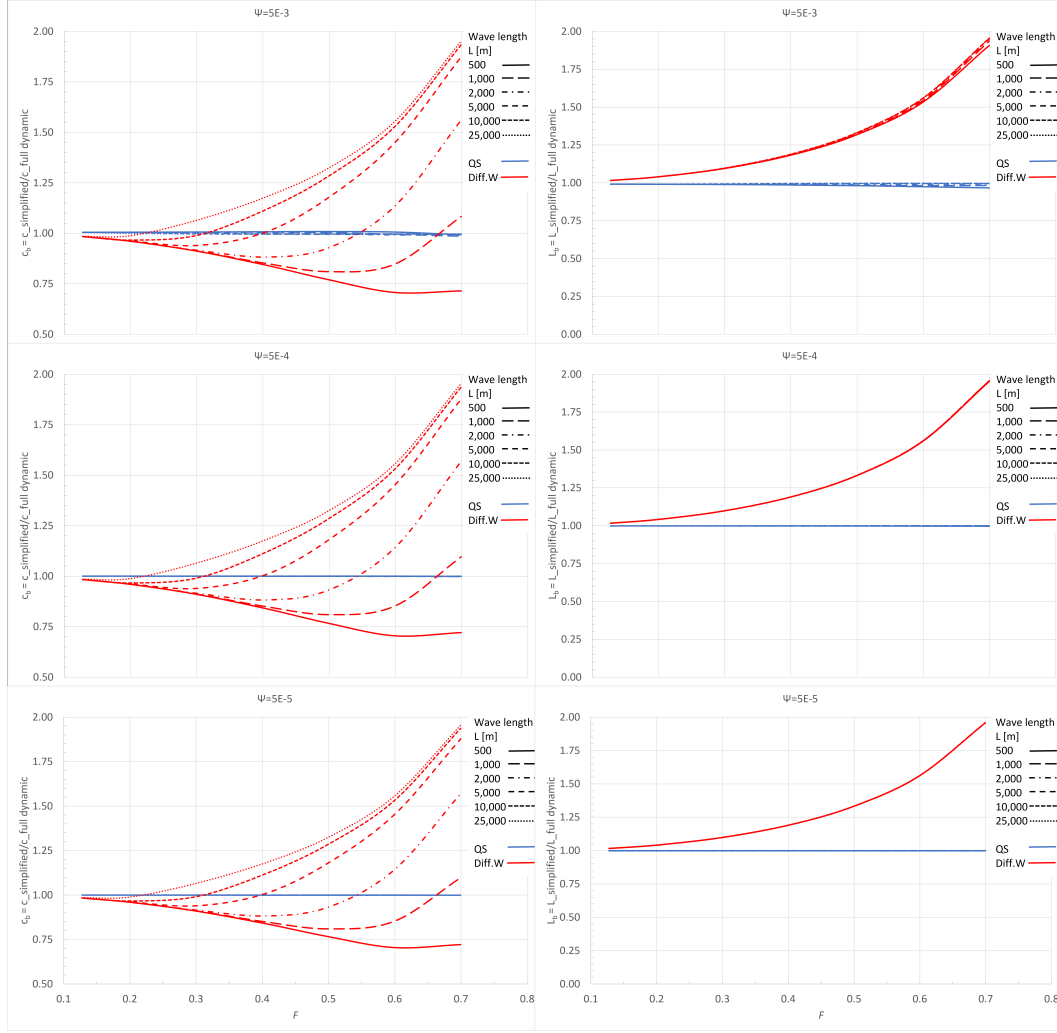 Ψ=5E-3
c_b = c_simplified/c_full dynamic
2.00
1.75
1.50
1.25
1.00
0.75
0.50
Wave length
L [m]
500
1,000
2,000
5,000
10,000
25,000
QS
Diff.W
Ψ=5E-3
L_b = L_simplified/L_full dynamic
2.00
1.75
1.50
1.25
1.00
0.75
0.50
0.25
0.00
Wave length
L [m]
500
1,000
2,000
5,000
10,000
25,000
QS
Diff.W
Ψ=5E-4
c_b = c_simplified/c_full dynamic
2.00
1.75
1.50
1.25
1.00
0.75
0.50
Wave length
L [m]
500
1,000
2,000
5,000
10,000
25,000
QS
Diff.W
Ψ=5E-4
L_b = L_simplified/L_full dynamic
2.00
1.75
1.50
1.25
1.00
0.75
0.50
0.25
0.00
Wave length
L [m]
500
1,000
2,000
5,000
10,000
25,000
QS
Diff.W
Ψ=5E-5
c_b = c_simplified/c_full dynamic
2.00
1.75
1.50
1.25
1.00
0.75
0.50
0.1 0.2 0.3 0.4 0.5 0.6 0.7 0.8
F
Wave length
L [m]
500
1,000
2,000
5,000
10,000
25,000
QS
Diff.W
Ψ=5E-5
L_b = L_simplified/L_full dynamic
2.00
1.75
1.50
1.25
1.00
0.75
0.50
0.25
0.00
0.1 0.2 0.3 0.4 0.5 0.6 0.7 0.8
F
Wave length
L [m]
500
1,000
2,000
5,000
10,000
25,000
QS
Diff.W